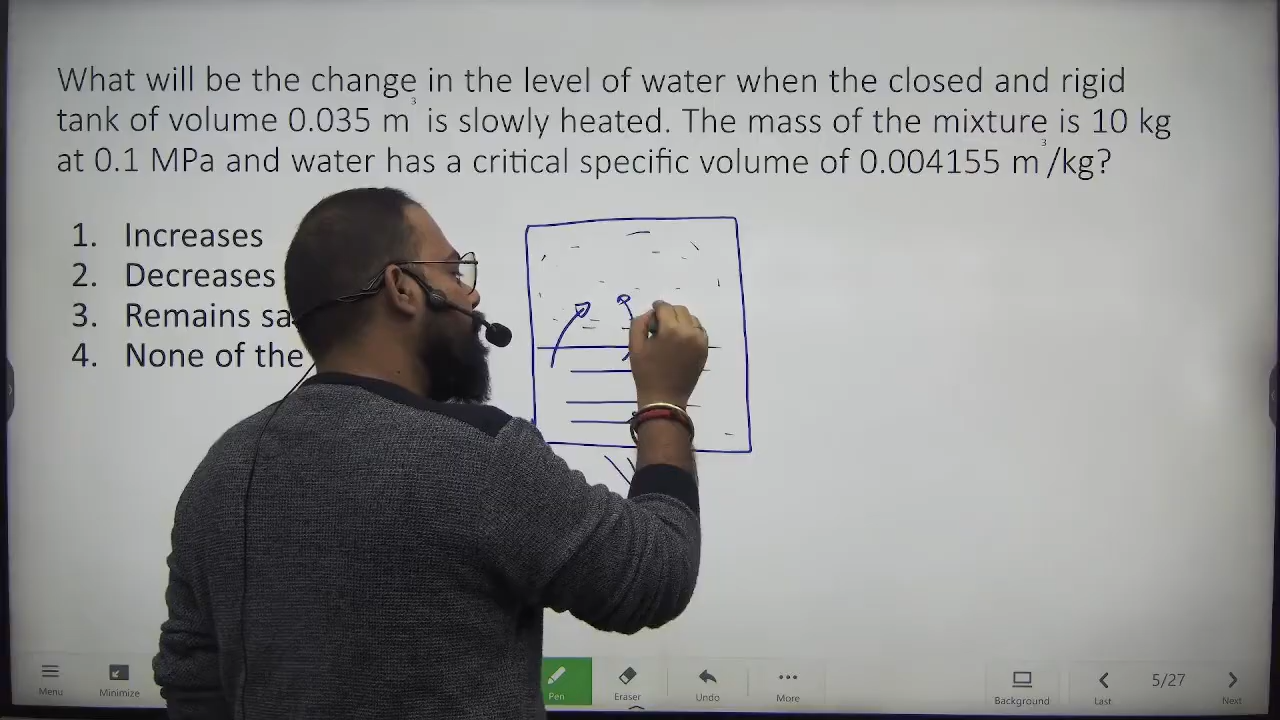 What will be the change in the level of water when the closed and rigid
tank of volume 0.035 m³ is slowly heated. The mass of the mixture is 10 kg
at 0.1 MPa and water has a critical specific volume of 0.004155 m³/kg?
1. Increases
2. Decreases
3. Remains sa
4. None of the
Menu
Minimize
Pen
Eraser
Undo
More
Background
Last
5/27
Next